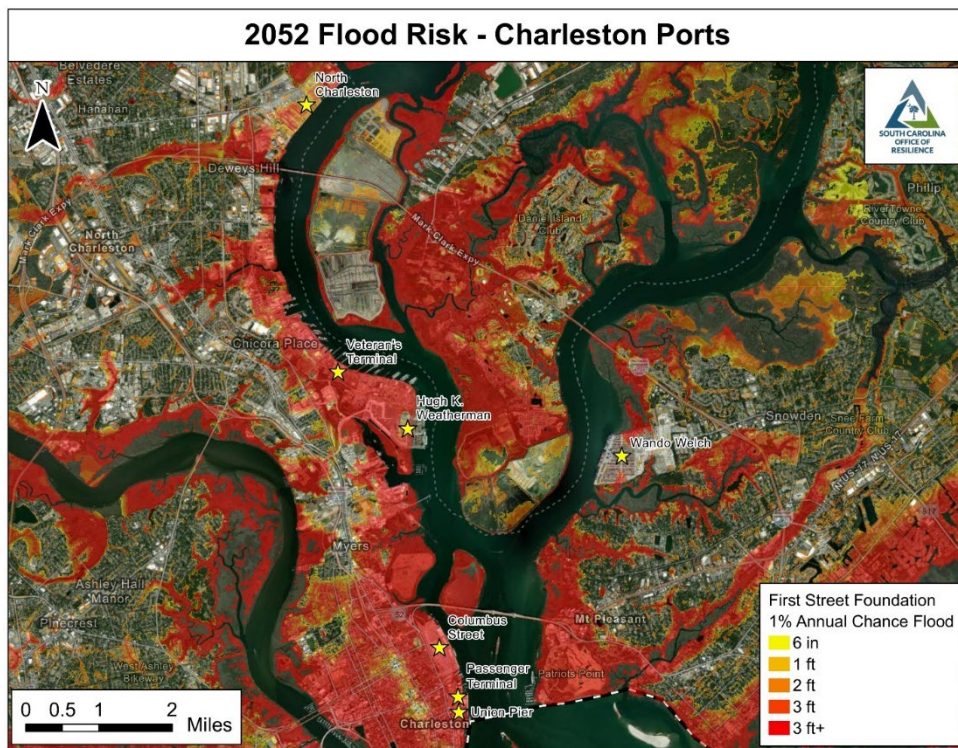 2052 Flood Risk - Charleston Ports
Belvedere
Estates
N
Hanahan
North
Charleston
SOUTH CAROLINA
OFFICE OF
RESILIENCE
Deweys Hill
Mark Clark Expy
Mark Clark Expy
North
Charleston
Daniel Island
Club
Philip
RiverTowne
Country Club
Chicora Place
Veteran's
Terminal
Hugh K.
Weatherman
Wando Welch
Snowden
Snee Farm
Country Club
Myers
Ashley Hall
Manor
Pinecrest
West Ashley
Bikeway
Columbus
Street
Mt Pleasant
Passenger
Terminal
Patriots Point
Union Pier
Charleston
0 0.5 1 2
Miles
First Street Foundation
1% Annual Chance Flood
6 in
1 ft
2 ft
3 ft
3 ft+